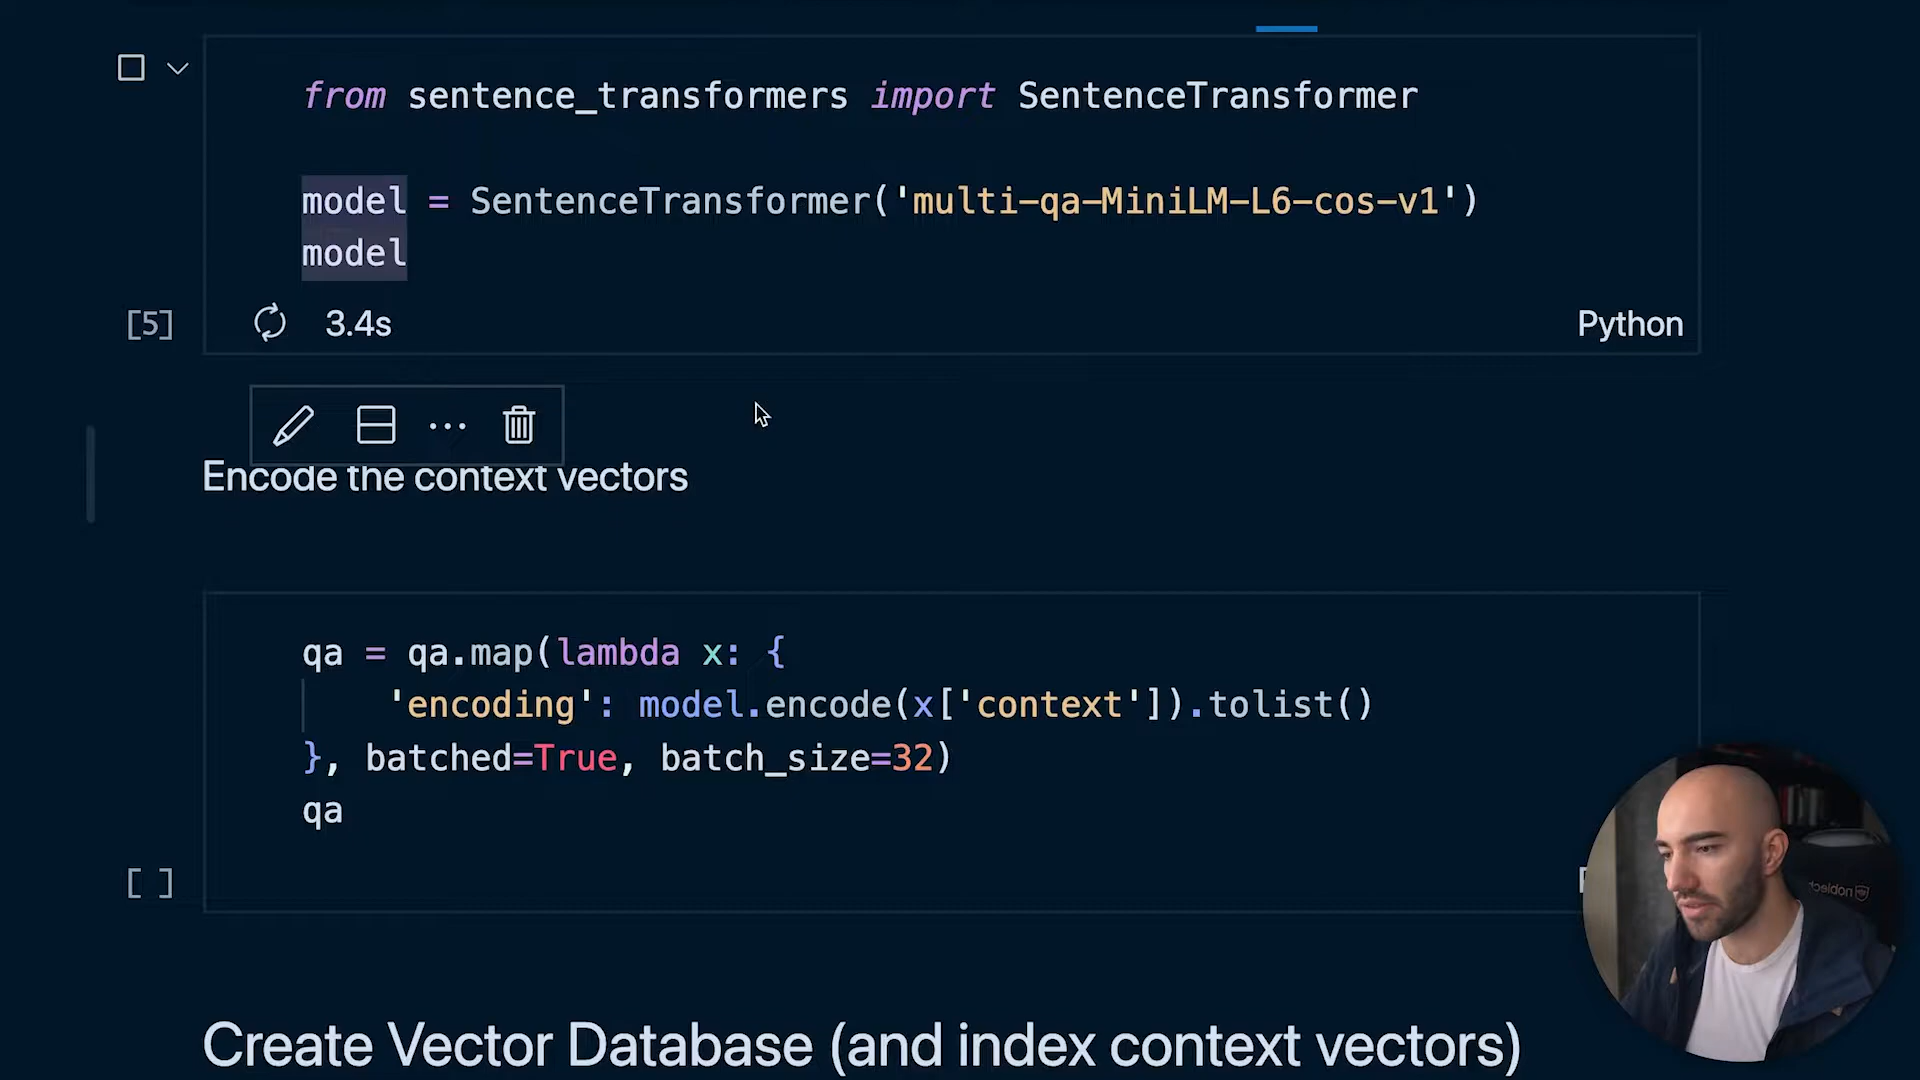 from sentence_transformers import SentenceTransformer
model = SentenceTransformer('multi-qa-MiniLM-L6-cos-v1')
model
[5] 3.4s Python
Encode the context vectors
qa = qa.map(lambda x: {
'encoding': model.encode(x['context']).tolist()
}, batched=True, batch_size=32)
qa
[ ]
Create Vector Database (and index context vectors)